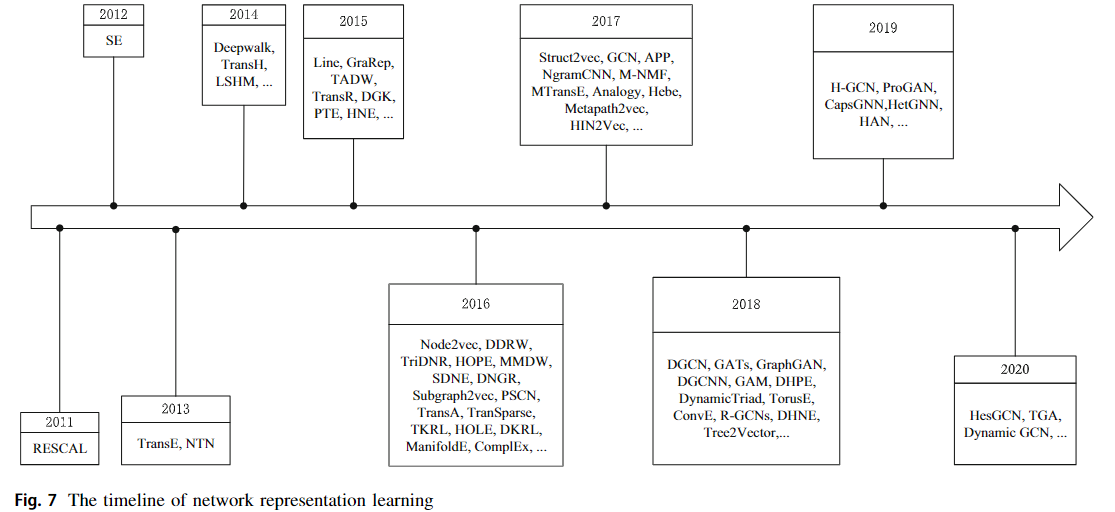 2012
SE
2014
Deepwalk,
TransH,
LSHM, ...
2015
Line, GraRep,
TADW,
TransR, DGK,
PTE, HNE, ...
2017
Struct2vec, GCN, APP,
NgramCNN, M-NMF,
MTransE, Analogy, Hebe,
Metapath2vec,
HIN2Vec, ...
2019
H-GCN, ProGAN,
CapsGNN,HetGNN,
HAN, ...
2011
RESCAL
2013
TransE, NTN
2016
Node2vec, DDRW,
TriDNR, HOPE, MMDW,
SDNE, DNGR,
Subgraph2vec, PSCN,
TransA, TranSparse,
TKRL, HOLE, DKRL,
ManifoldE, ComplEx, ...
2018
DGCN, GATs, GraphGAN,
DGCNN, GAM, DHPE,
DynamicTriad, TorusE,
ConvE, R-GCNs, DHNE,
Tree2Vector,...
2020
HesGCN, TGA,
Dynamic GCN, ...
Fig. 7 The timeline of network representation learning